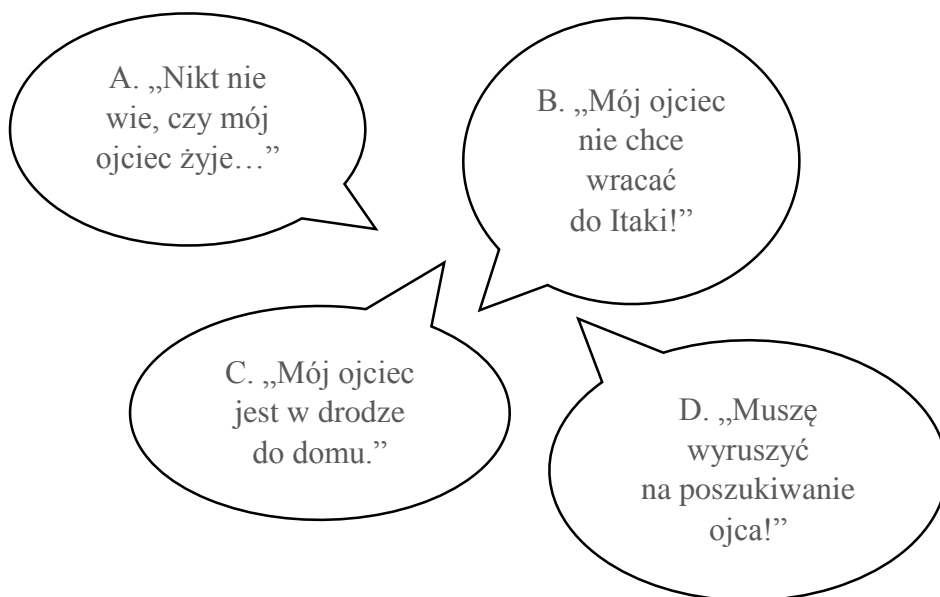 A. „Nikt nie
wie, czy mój
ojciec żyje…”
B. „Mój ojciec
nie chce
wracać
do Itaki!”
C. „Mój ojciec
jest w drodze
do domu.”
D. „Muszę
wyruszyć
na poszukiwanie
ojca!”